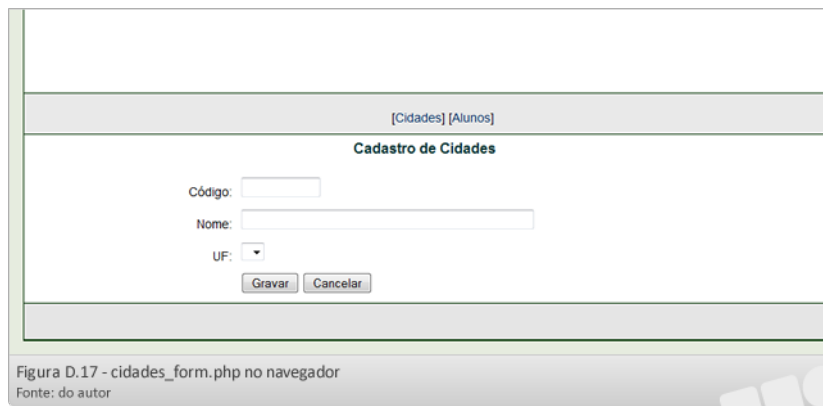 [Cidades] [Alunos]
Cadastro de Cidades
Código:
Nome:
UF:
Gravar Cancelar
Figura D.17 - cidades_form.php no navegador
Fonte: do autor